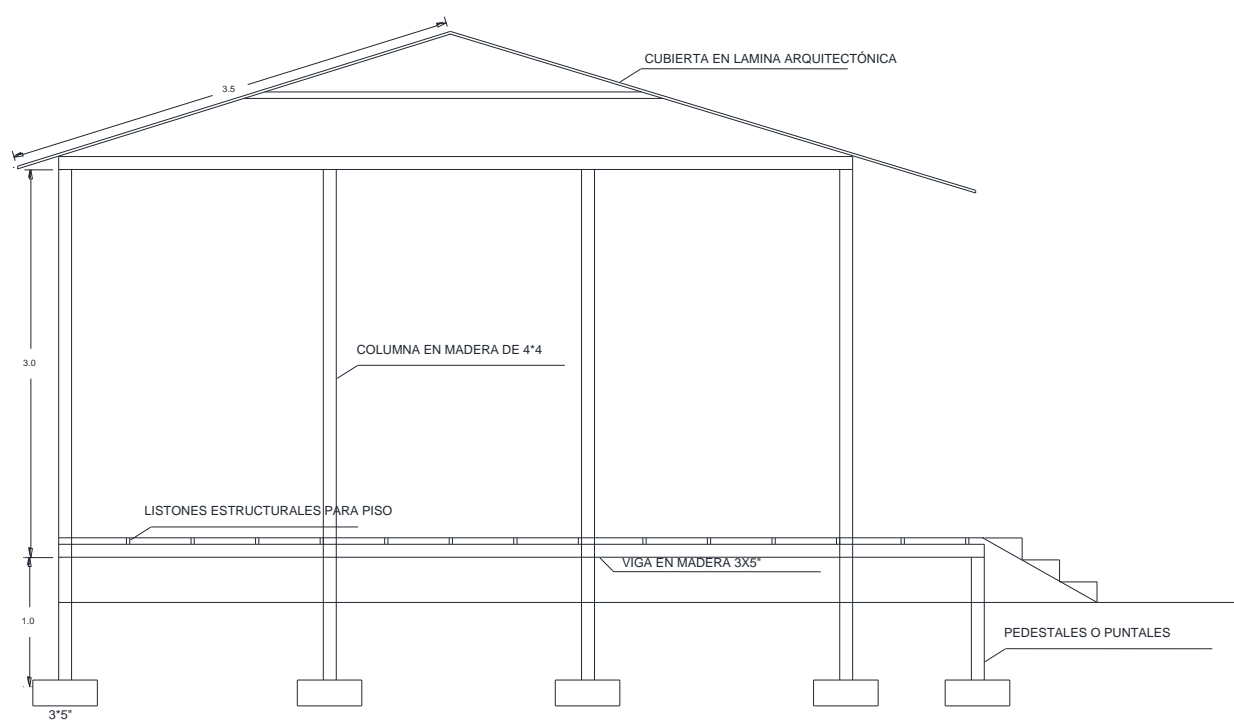 CUBIERTA EN LAMINA ARQUITECTÓNICA
3.5
COLUMNA EN MADERA DE 4*4
3.0
LISTONES ESTRUCTURALES PARA PISO
VIGA EN MADERA 3X5"
1.0
PEDESTALES O PUNTALES
3*5"